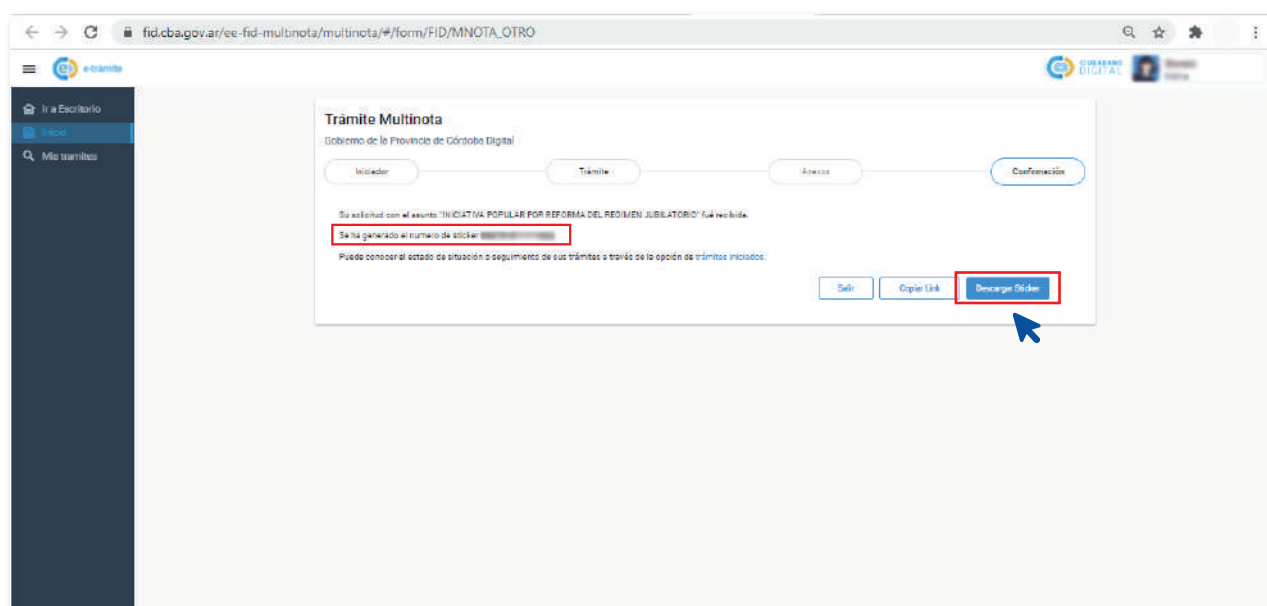 fid.cba.gov.ar/ee-fid-multinota/multinota/#/form/FID/MNOTA_OTRO
e-trámite
CIUDADANO
DIGITAL
Ir a Escritorio
Inicio
Mis tramites
Trámite Multinota
Gobierno de la Provincia de Córdoba Digital
Iniciador
Trámite
Anexos
Confirmación
Su solicitud con el asunto "INICIATIVA POPULAR POR REFORMA DEL REGIMEN JUBILATORIO" fué recibida.
Se ha generado el numero de sticker
Puede conocer el estado de situación o seguimiento de sus trámites a través de la opción de trámites iniciados.
Salir
Copiar Link
Descargar Sticker